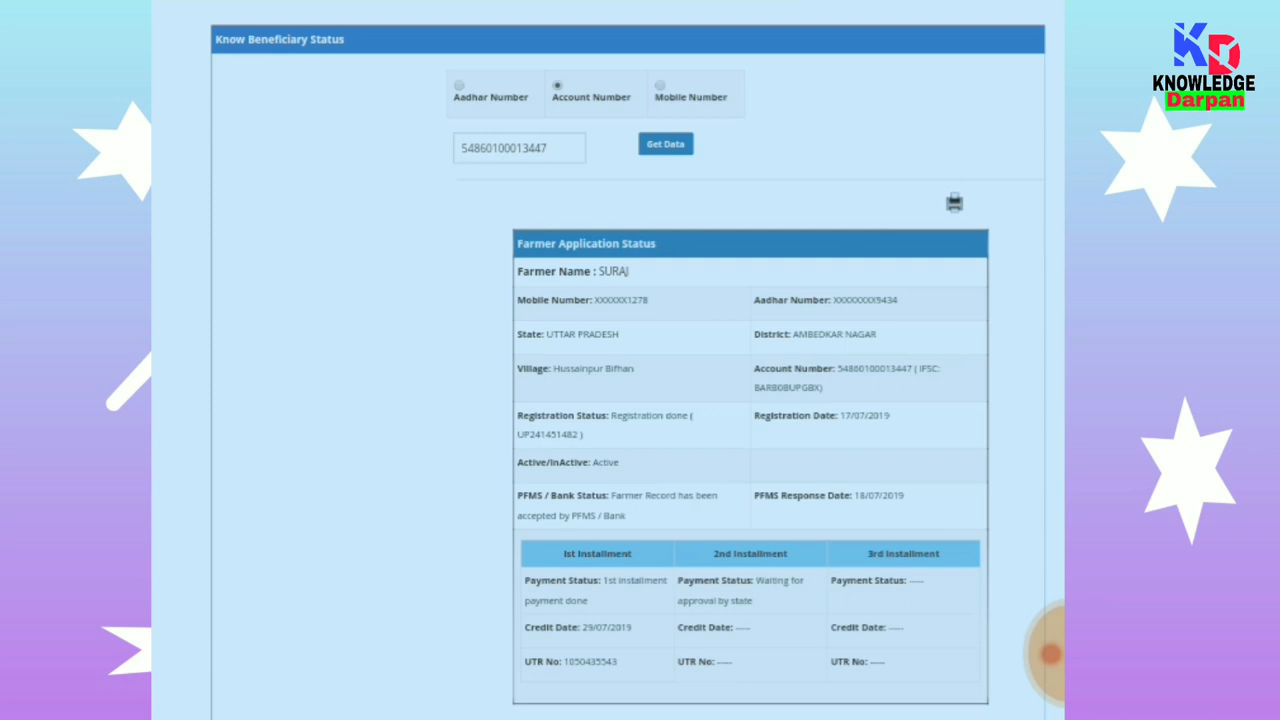 KD
KNOWLEDGE
Darpan
Know Beneficiary Status
Aadhar Number
Account Number
Mobile Number
54860100013447
Get Data
Farmer Application Status
Farmer Name : SURAJ
Mobile Number: XXXXXX1278
Aadhar Number: XXXXXXXX9434
State: UTTAR PRADESH
District: AMBEDKAR NAGAR
Village: Hussainpur Bifhan
Account Number: 54860100013447 ( IFSC:
BARB0BUPGBX)
Registration Status: Registration done (
UP241451482 )
Registration Date: 17/07/2019
Active/InActive: Active
PFMS / Bank Status: Farmer Record has been
accepted by PFMS / Bank
PFMS Response Date: 18/07/2019
Ist Installment
2nd Installment
3rd Installment
Payment Status: 1st installment
payment done
Payment Status: Waiting for
approval by state
Payment Status: -----
Credit Date: 29/07/2019
Credit Date: -----
Credit Date: -----
UTR No: 1050435543
UTR No: -----
UTR No: -----